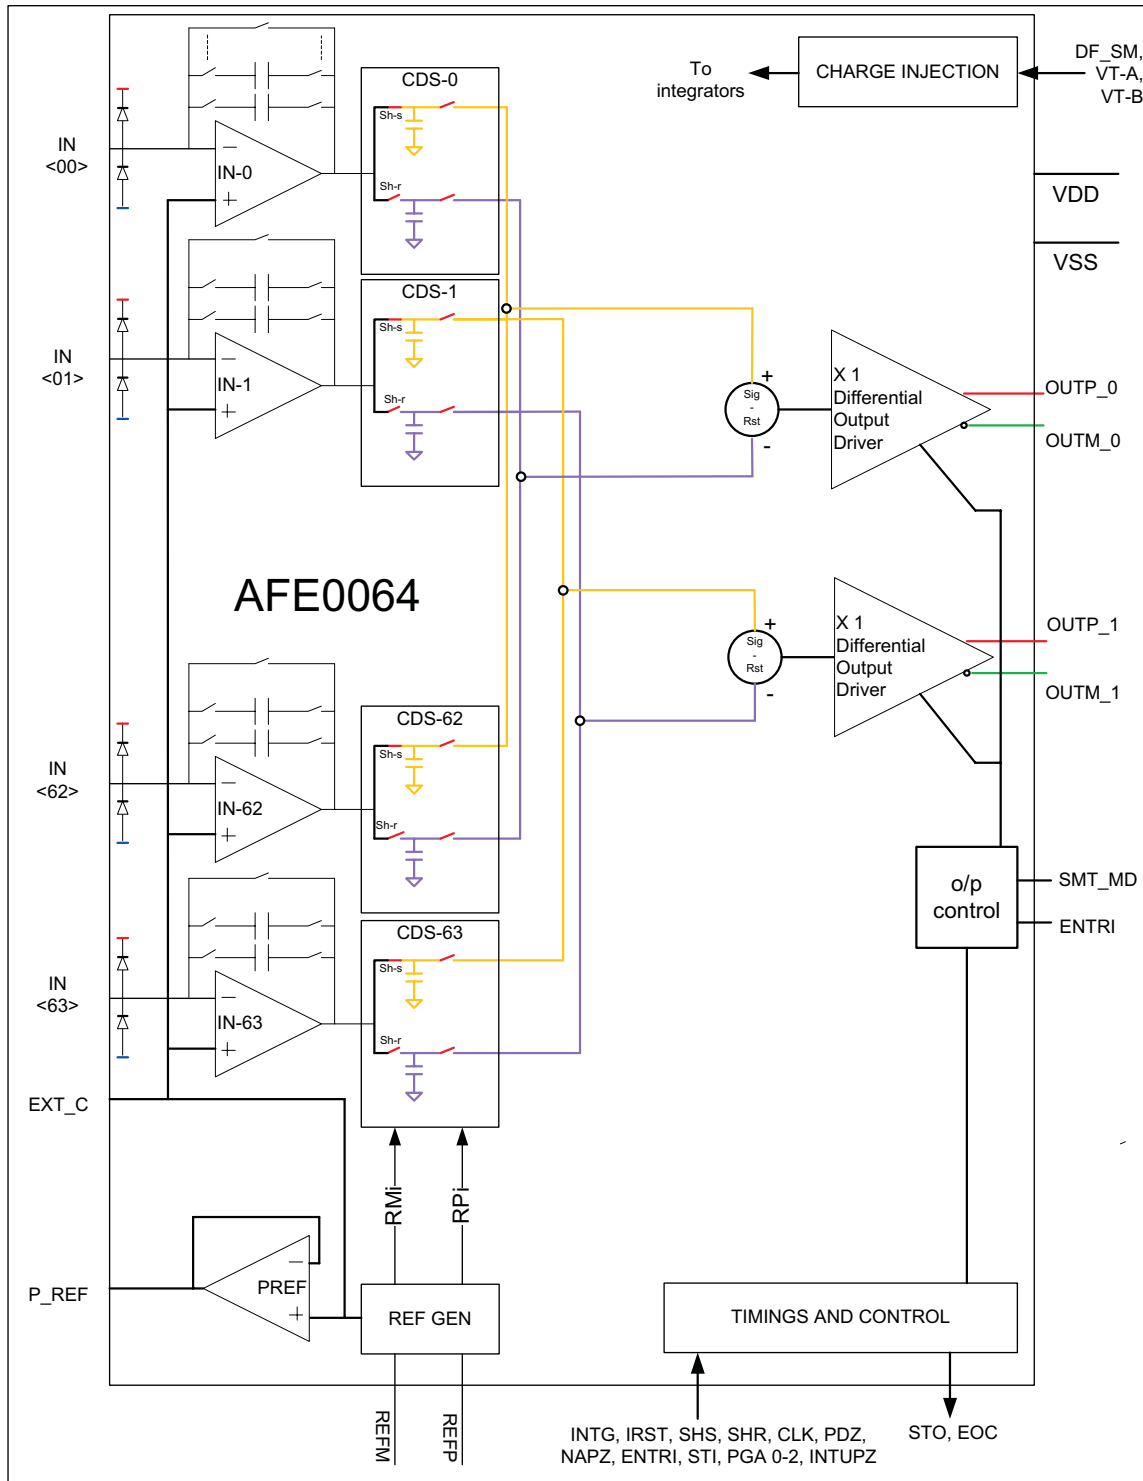 CHARGE INJECTION
To
integrators
DF_SM,
VT-A,
VT-B
VDD
VSS
IN
<00>
−
IN-0
+
CDS-0
Sh-s
Sh-r
IN
<01>
−
IN-1
+
CDS-1
Sh-s
Sh-r
+
Sig
-
Rst
-
X 1
Differential
Output
Driver
OUTP_0
OUTM_0
AFE0064
+
Sig
-
Rst
-
X 1
Differential
Output
Driver
OUTP_1
OUTM_1
IN
<62>
−
IN-62
+
CDS-62
Sh-s
Sh-r
o/p
control
SMT_MD
ENTRI
IN
<63>
−
IN-63
+
CDS-63
Sh-s
Sh-r
EXT_C
RMi
RPi
P_REF
−
PREF
+
REF GEN
REFM
REFP
TIMINGS AND CONTROL
INTG, IRST, SHS, SHR, CLK, PDZ,
NAPZ, ENTRI, STI, PGA 0-2, INTUPZ
STO, EOC